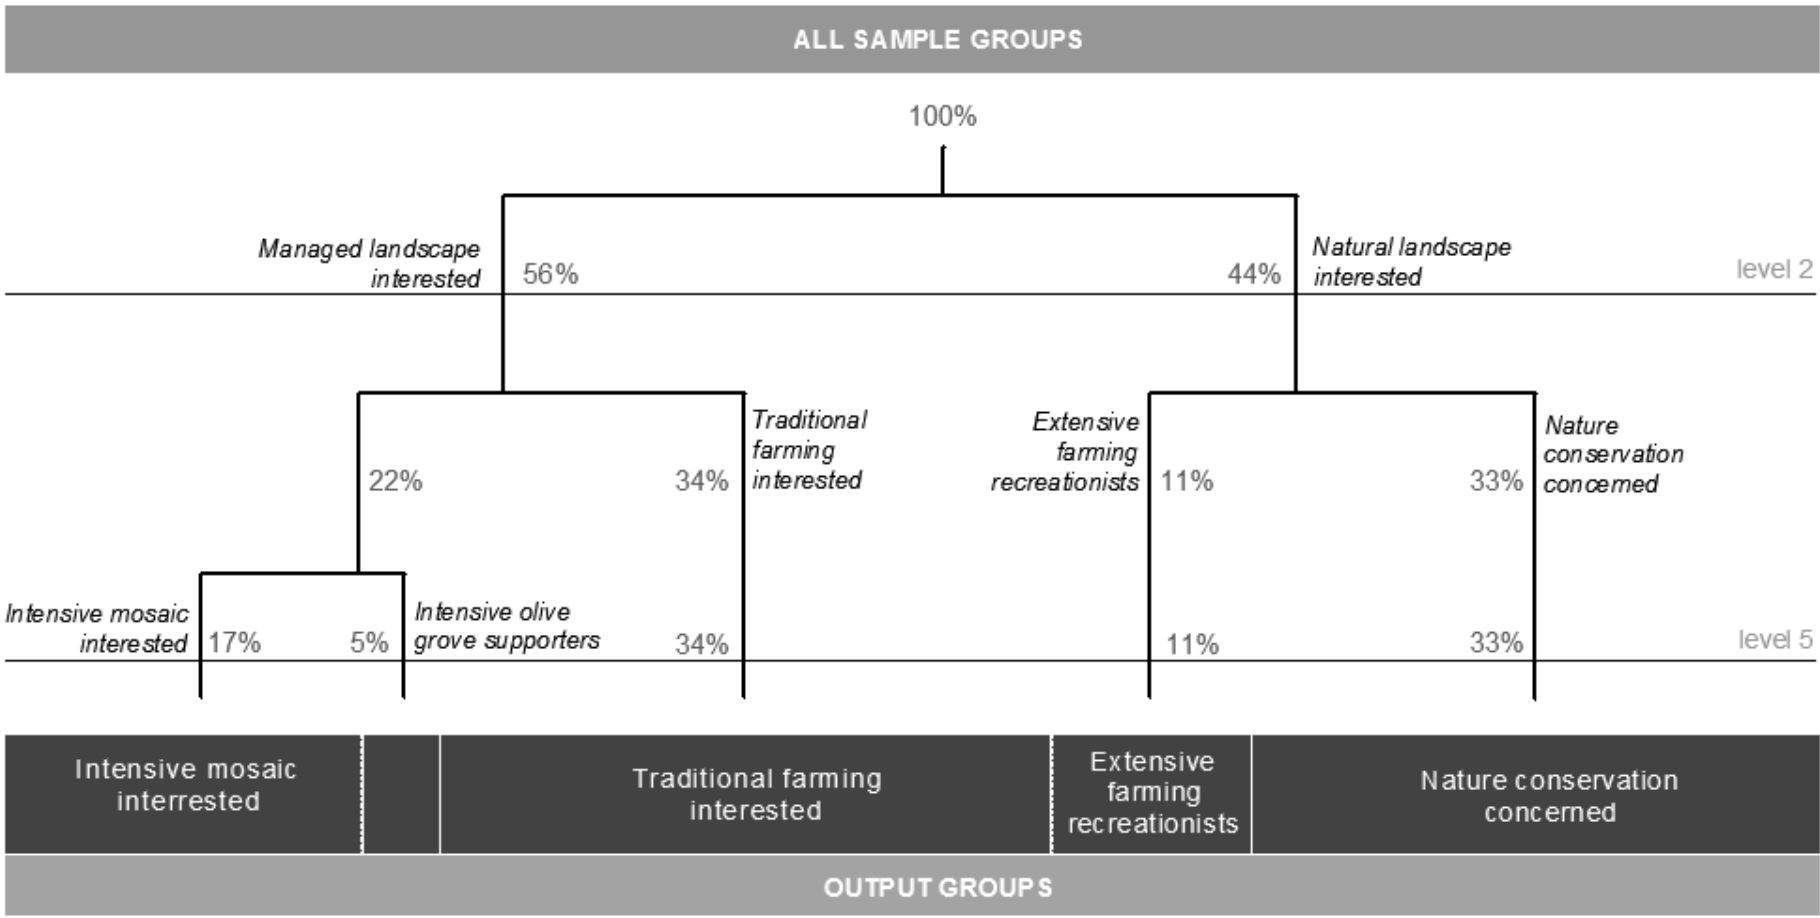 ALL SAMPLE GROUPS
100%
Managed landscape
interested
56%
44%
Natural landscape
interested
level 2
22%
34%
Traditional
farming
interested
Extensive
farming
recreationists
11%
33%
Nature
conservation
concerned
Intensive mosaic
interested
17%
5%
Intensive olive
grove supporters
34%
11%
33%
level 5
Intensive mosaic
interrested
Traditional farming
interested
Extensive
farming
recreationists
Nature conservation
concerned
OUTPUT GROUPS